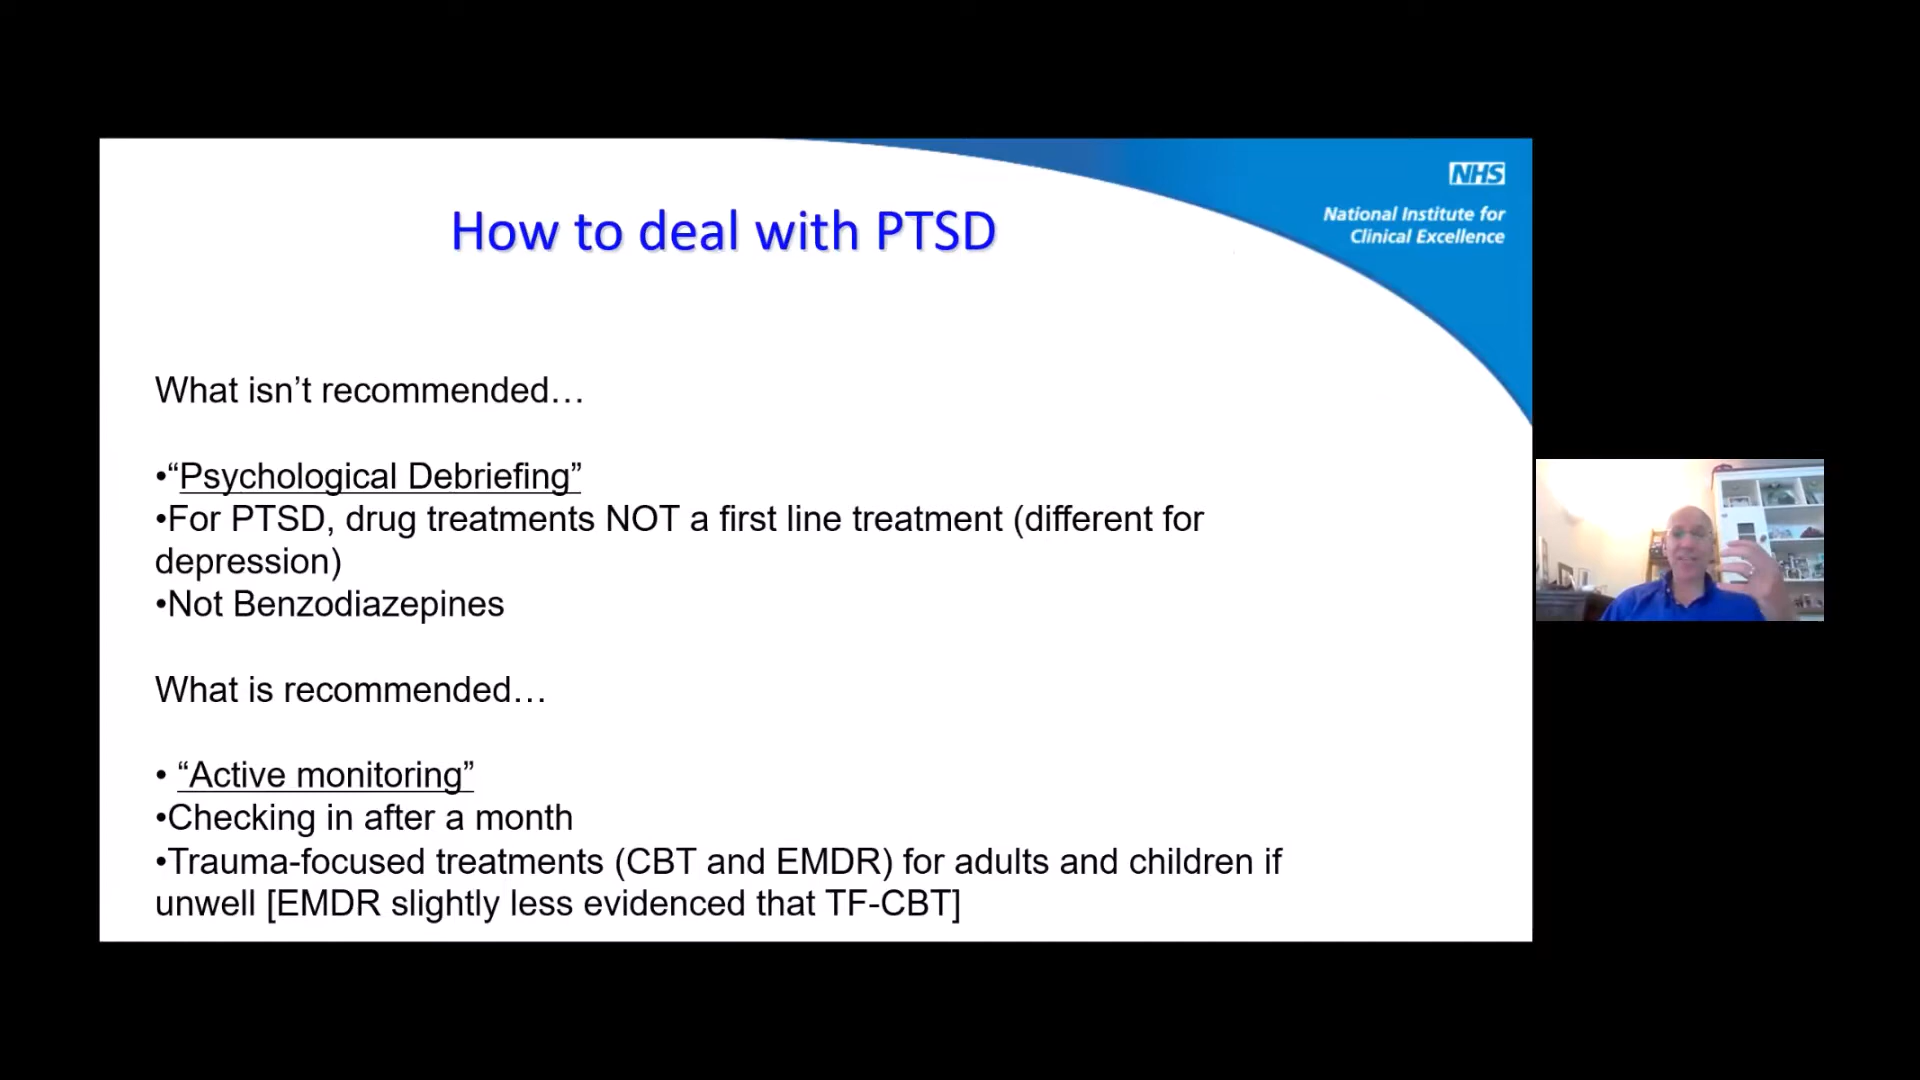 NHS
National Institute for
Clinical Excellence
How to deal with PTSD
What isn’t recommended…
•“Psychological Debriefing”
•For PTSD, drug treatments NOT a first line treatment (different for
depression)
•Not Benzodiazepines
What is recommended…
• “Active monitoring”
•Checking in after a month
•Trauma-focused treatments (CBT and EMDR) for adults and children if
unwell [EMDR slightly less evidenced that TF-CBT]